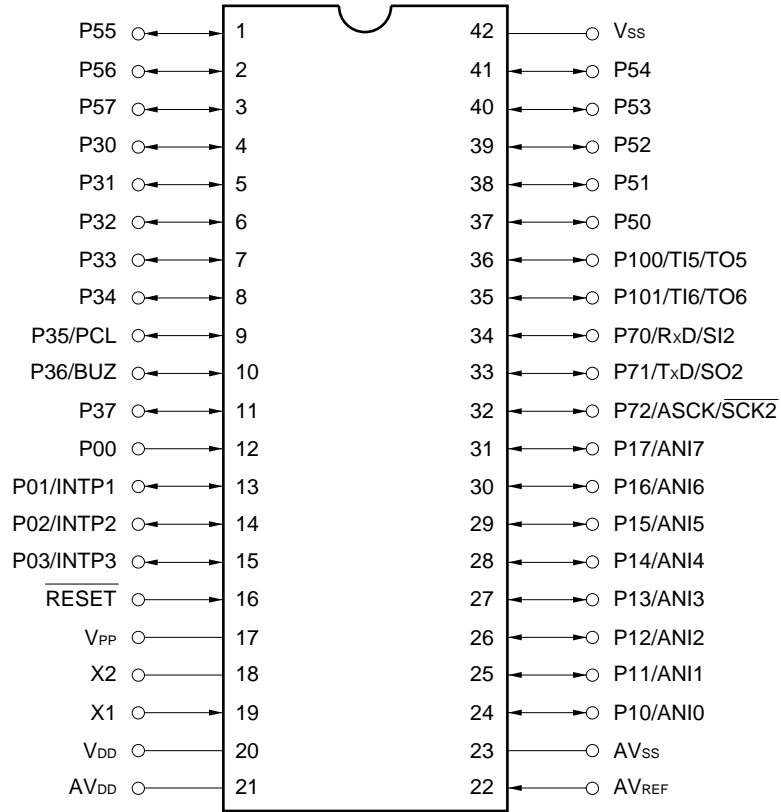 P55 1 42 VSS
P56 2 41 P54
P57 3 40 P53
P30 4 39 P52
P31 5 38 P51
P32 6 37 P50
P33 7 36 P100/TI5/TO5
P34 8 35 P101/TI6/TO6
P35/PCL 9 34 P70/RxD/SI2
P36/BUZ 10 33 P71/TxD/SO2
P37 11 32 P72/ASCK/SCK2
P00 12 31 P17/ANI7
P01/INTP1 13 30 P16/ANI6
P02/INTP2 14 29 P15/ANI5
P03/INTP3 15 28 P14/ANI4
RESET 16 27 P13/ANI3
VPP 17 26 P12/ANI2
X2 18 25 P11/ANI1
X1 19 24 P10/ANI0
VDD 20 23 AVSS
AVDD 21 22 AVREF